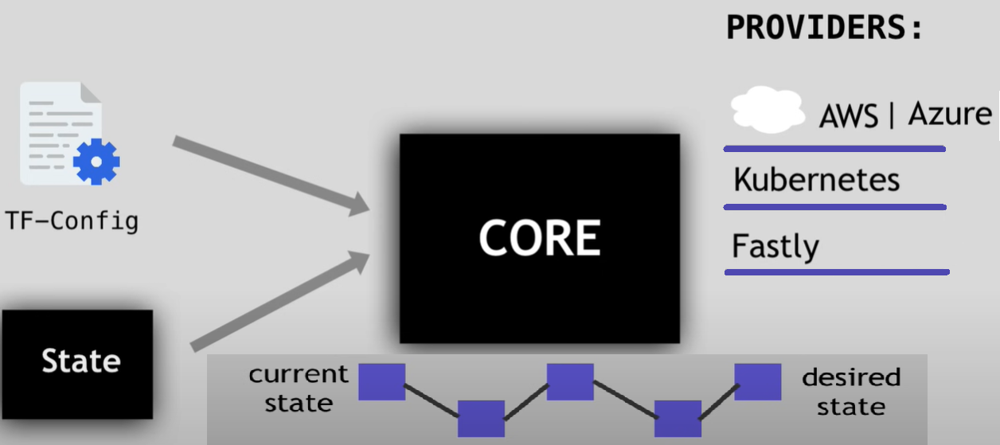 PROVIDERS:
AWS | Azure
Kubernetes
Fastly
TF-Config
CORE
State
current
state
desired
state